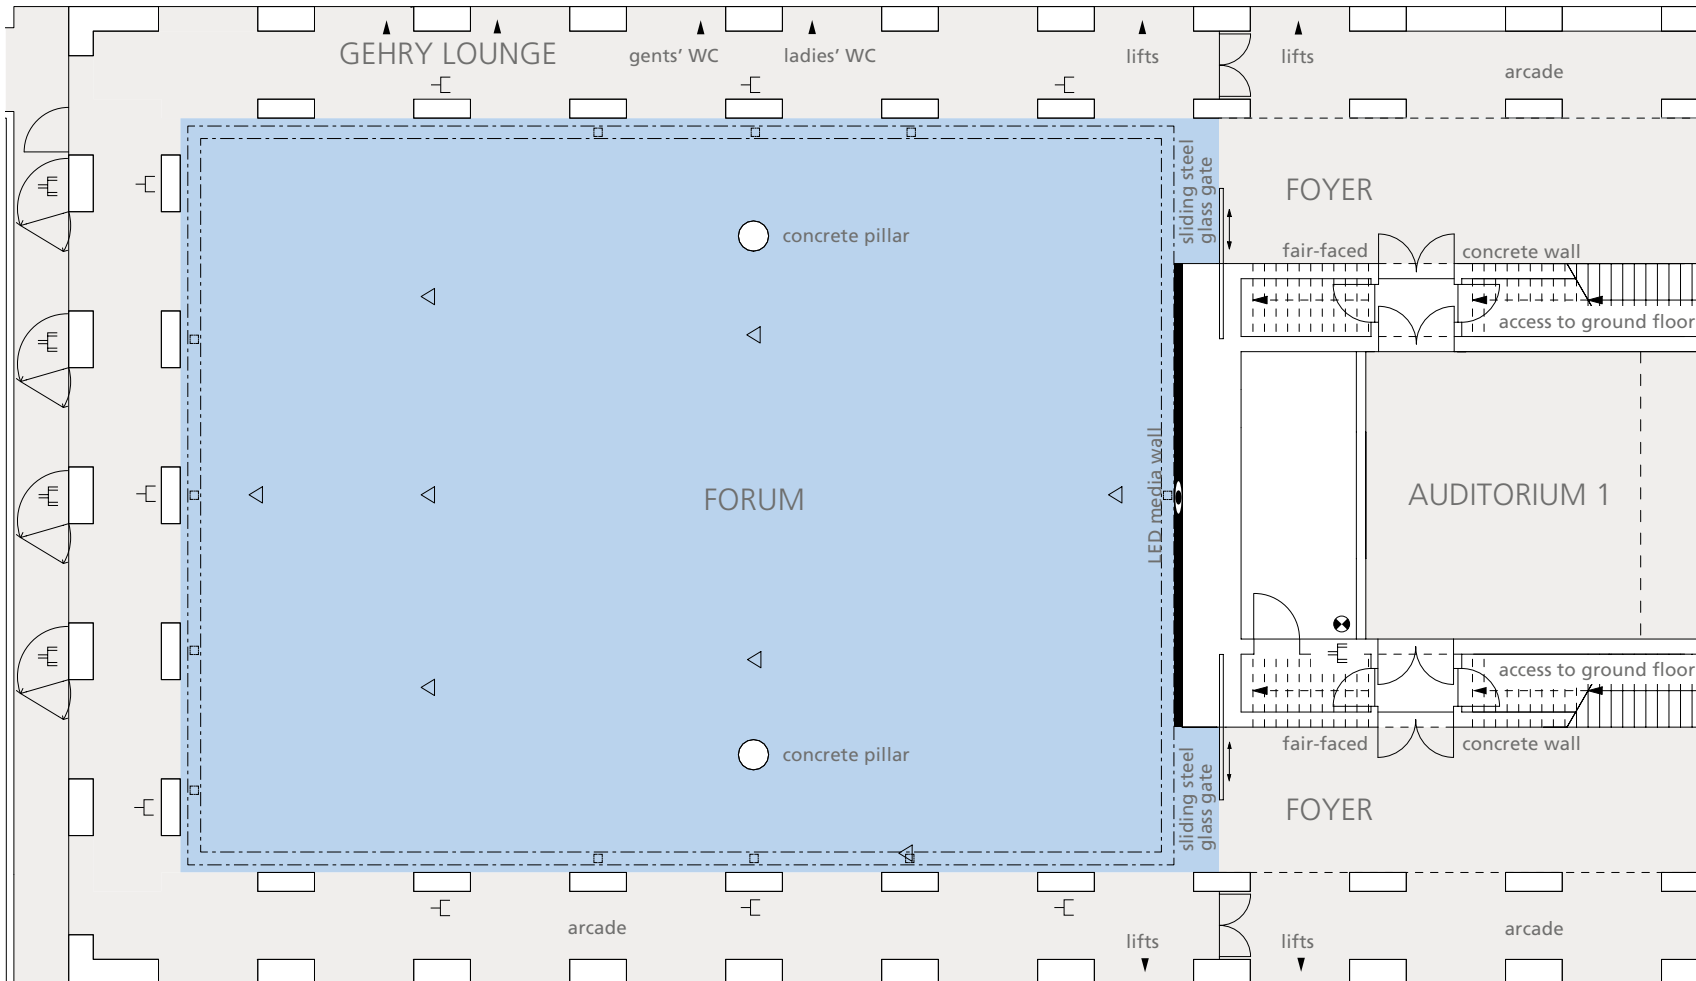 GEHRY LOUNGE
gents’ WC
ladies’ WC
lifts
lifts
arcade
sliding steel
glass gate
FOYER
concrete pillar
fair-faced
concrete wall
access to ground floor
LED media wall
FORUM
AUDITORIUM 1
access to ground floor
fair-faced
concrete wall
concrete pillar
sliding steel
glass gate
FOYER
arcade
lifts
lifts
arcade